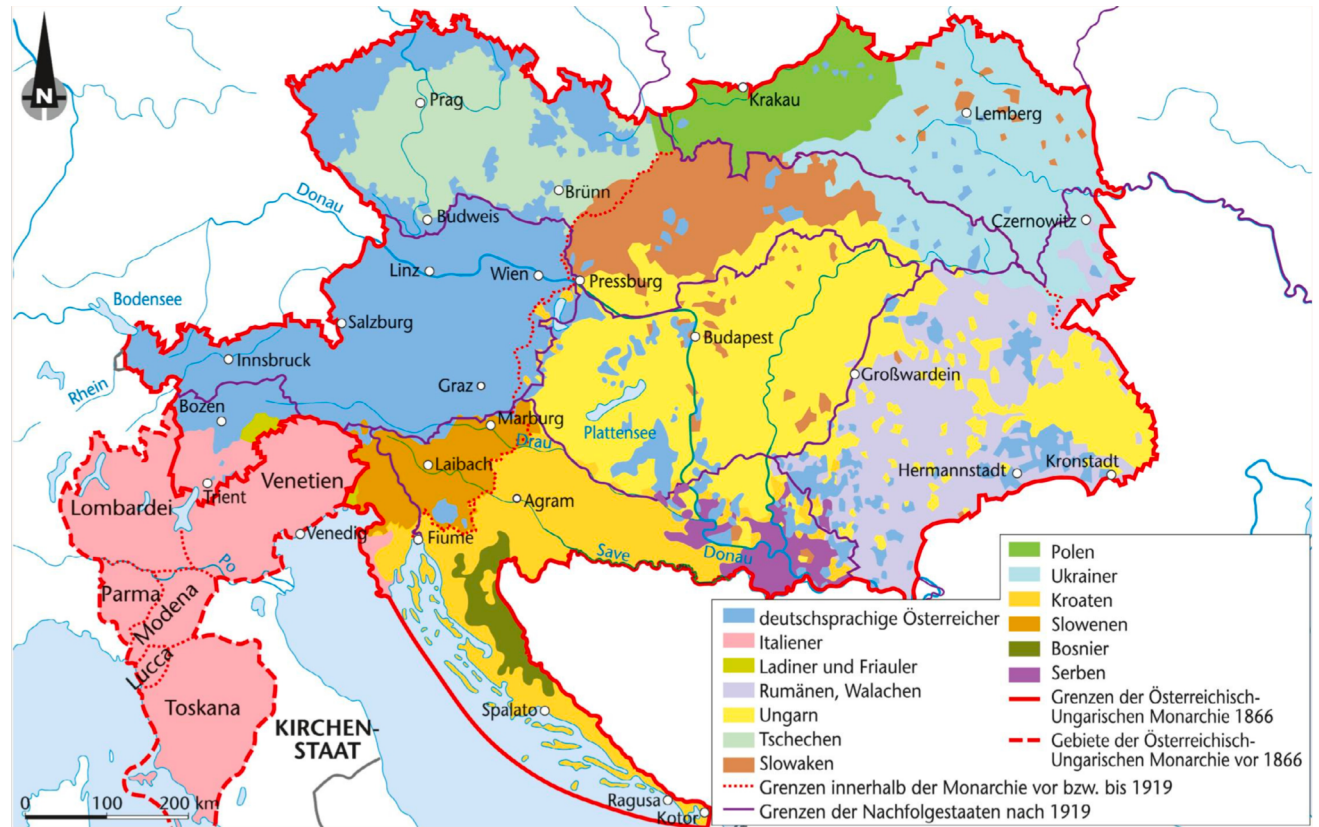 N
Prag
Krakau
Lemberg
Brünn
Donau
Budweis
Czernowitz
Linz
Wien
Pressburg
Bodensee
Salzburg
Budapest
Innsbruck
Großwardein
Rhein
Graz
Bozen
Marburg
Plattensee
Drau
Laibach
Hermannstadt
Kronstadt
Venetien
Trient
Lombardei
Agram
Venedig
Fiume
Save
Donau
Po
Parma
Modena
Lucca
Toskana
Spalato
KIRCHEN-
STAAT
Ragusa
Kotor
0 100 200 km
deutschsprachige Österreicher
Italiener
Ladiner und Friauler
Rumänen, Walachen
Ungarn
Tschechen
Slowaken
Grenzen innerhalb der Monarchie vor bzw. bis 1919
Grenzen der Nachfolgestaaten nach 1919
Polen
Ukrainer
Kroaten
Slowenen
Bosnier
Serben
Grenzen der Österreichisch-
Ungarischen Monarchie 1866
Gebiete der Österreichisch-
Ungarischen Monarchie vor 1866